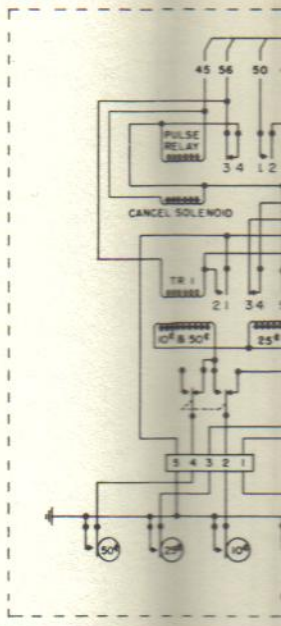 45 56 50
PULSE
RELAY
3 4 1 2
CANCEL SOLENOID
TR 1
2 1 3 4
10¢ & 50¢ 25¢
5 4 3 2 1
50¢ 25¢ 10¢